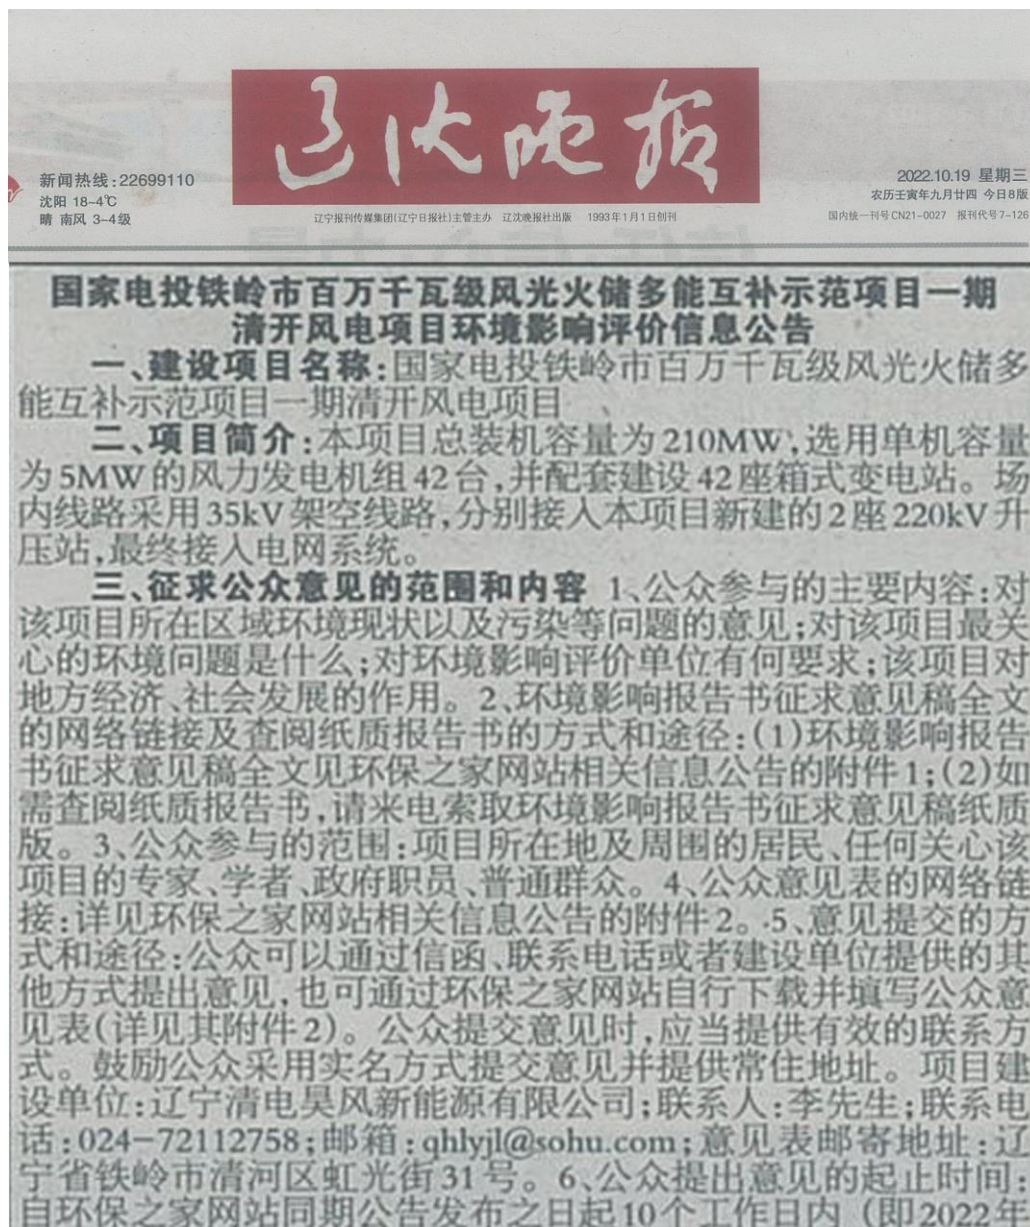 辽沈晚报
新闻热线:22699110
沈阳 18~4℃
晴 南风 3-4级
2022.10.19 星期三
农历壬寅年九月廿四 今日8版
国内统一刊号CN21-0027 报刊代号7-126
辽宁报刊传媒集团(辽宁日报社)主管主办 辽沈晚报社出版 1993年1月1日创刊
国家电投铁岭市百万千瓦级风光火储多能互补示范项目一期
清开风电项目环境影响评价信息公告
一、建设项目名称:国家电投铁岭市百万千瓦级风光火储多
能互补示范项目一期清开风电项目
二、项目简介:本项目总装机容量为210MW,选用单机容量
为5MW的风力发电机组42台,并配套建设42座箱式变电站。场
内线路采用35kV架空线路,分别接入本项目新建的2座220kV升
压站,最终接入电网系统。
三、征求公众意见的范围和内容 1、公众参与的主要内容:对
该项目所在区域环境现状以及污染等问题的意见;对该项目最关
心的环境问题是什么;对环境影响评价单位有何要求;该项目对
地方经济、社会发展的作用。2、环境影响报告书征求意见稿全文
的网络链接及查阅纸质报告书的方式和途径:(1)环境影响报告
书征求意见稿全文见环保之家网站相关信息公告的附件1;(2)如
需查阅纸质报告书,请来电索取环境影响报告书征求意见稿纸质
版。3、公众参与的范围:项目所在地及周围的居民、任何关心该
项目的专家、学者、政府职员、普通群众。4、公众意见表的网络链
接:详见环保之家网站相关信息公告的附件2。5、意见提交的方
式和途径:公众可以通过信函、联系电话或者建设单位提供的其
他方式提出意见,也可通过环保之家网站自行下载并填写公众意
见表(详见其附件2)。公众提交意见时,应当提供有效的联系方
式。鼓励公众采用实名方式提交意见并提供常住地址。项目建
设单位:辽宁清电昊风新能源有限公司;联系人:李先生;联系电
话:024-72112758;邮箱:qhlyjl@sohu.com;意见表邮寄地址:辽
宁省铁岭市清河区虹光街31号。6、公众提出意见的起止时间:
自环保之家网站同期公告发布之日起10个工作日内(即2022年